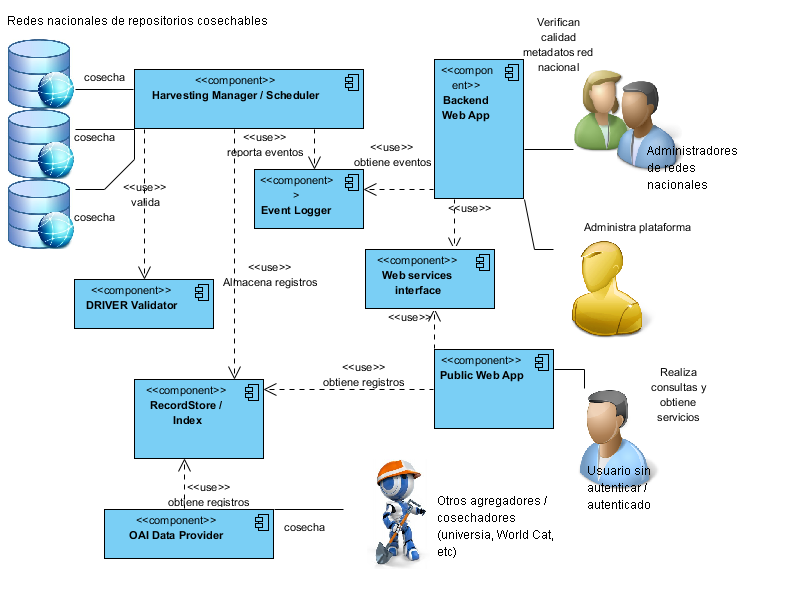 Redes nacionales de repositorios cosechables
cosecha
cosecha
cosecha
<<component>>
Harvesting Manager / Scheduler
<<use>>
valida
<<use>>
reporta eventos
<<component>
>
Event Logger
<<use>>
obtiene eventos
<<compon
ent>>
Backend
Web App
Verifican
calidad
metadatos red
nacional
Administradores
de redes
nacionales
Administra plataforma
<<use>>
<<component>>
Web services
interface
<<use>>
<<component>>
DRIVER Validator
<<use>>
Almacena registros
<<component>>
Public Web App
<<use>>
obtiene registros
Realiza
consultas y
obtiene
servicios
Usuario sin
autenticar /
autenticado
<<component>>
RecordStore /
Index
<<use>>
obtiene registros
<<component>>
OAI Data Provider
cosecha
Otros agregadores /
cosechadores
(universia, World Cat,
etc)